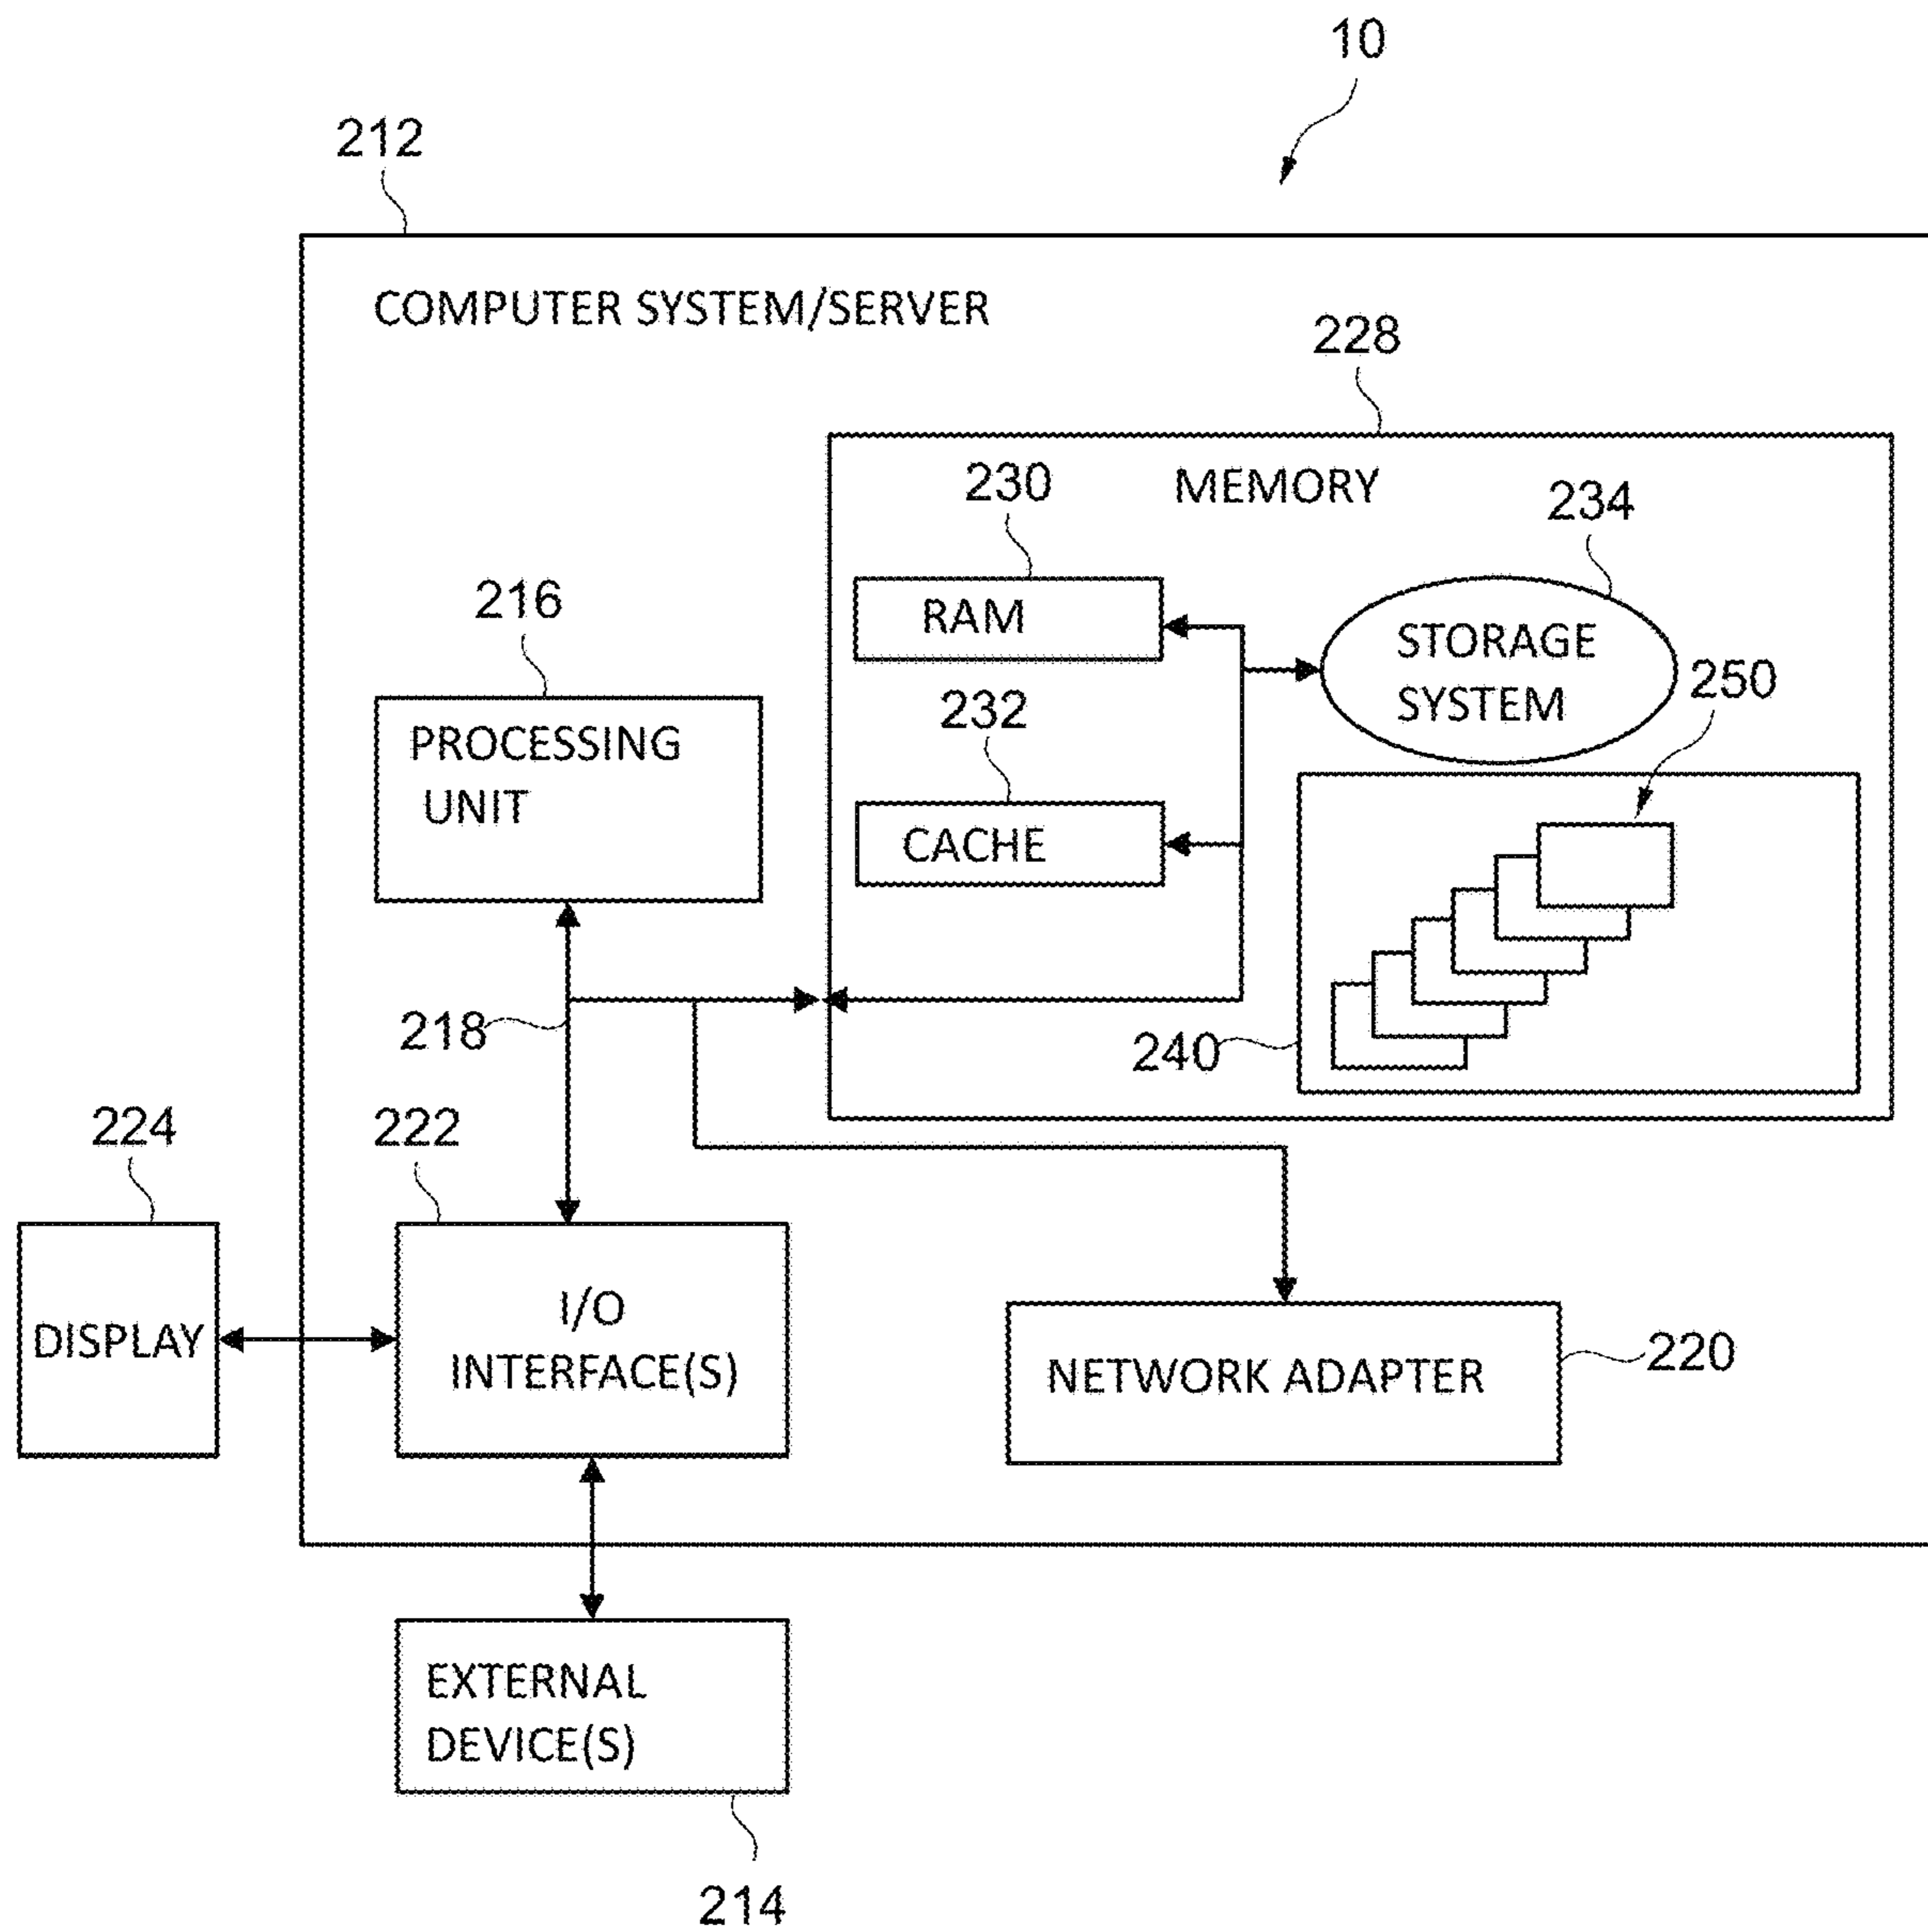 10
212
COMPUTER SYSTEM/SERVER
228
MEMORY
230
234
RAM
STORAGE
SYSTEM
216
250
PROCESSING
UNIT
232
CACHE
218
240
224
222
DISPLAY
I/O
INTERFACE(S)
NETWORK ADAPTER
220
EXTERNAL
DEVICE(S)
214